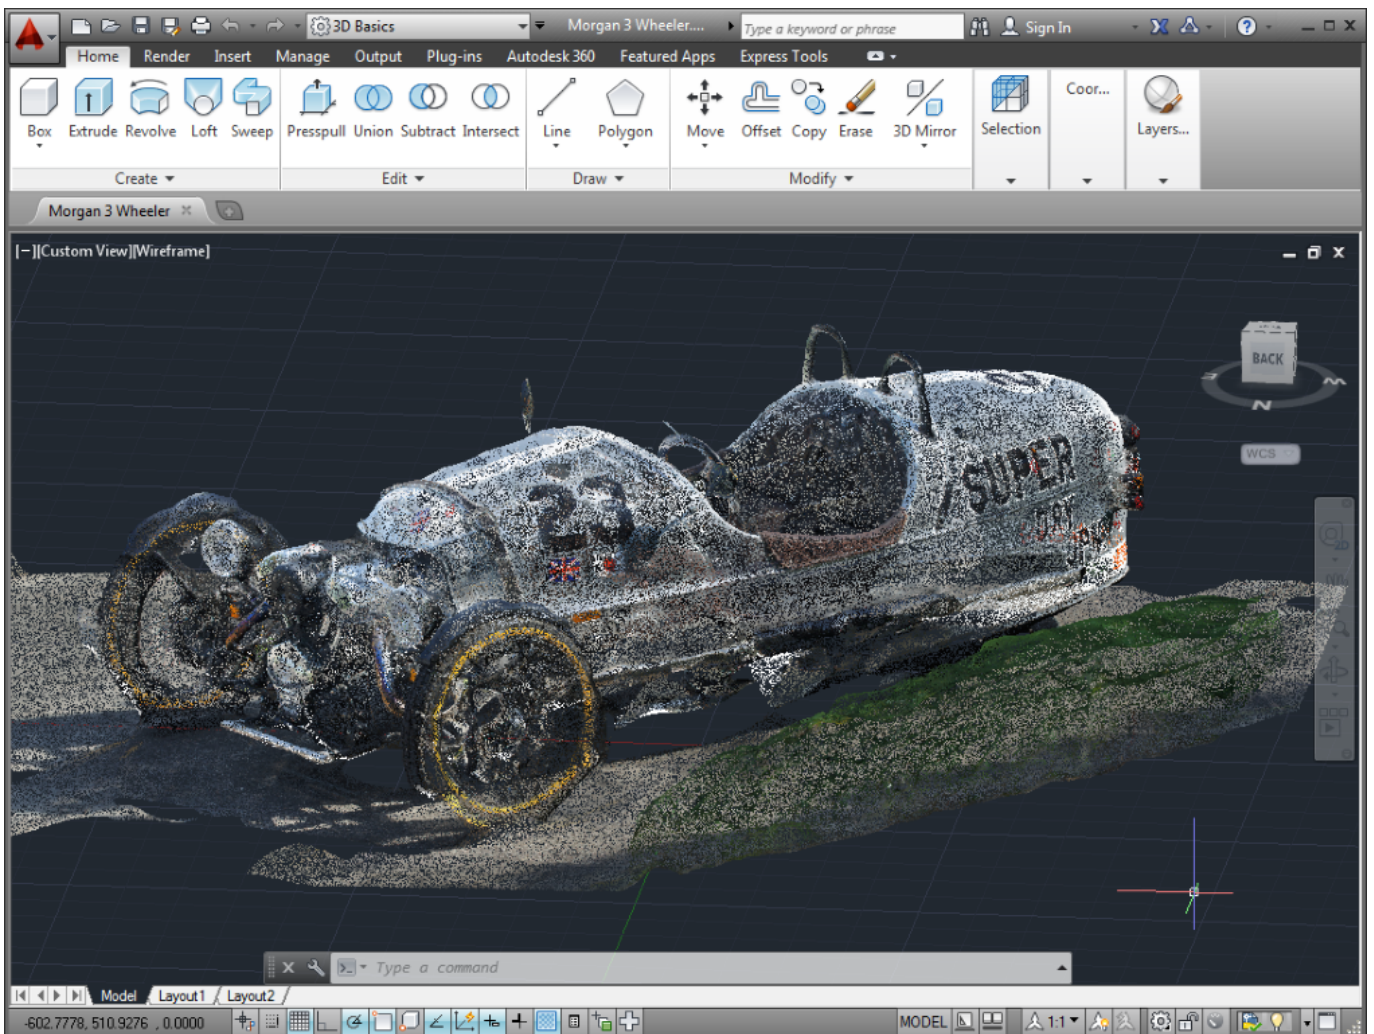 3D Basics
Morgan 3 Wheeler....
Type a keyword or phrase
Sign In
Home Render Insert Manage Output Plug-ins Autodesk 360 Featured Apps Express Tools
Box Extrude Revolve Loft Sweep Presspull Union Subtract Intersect Line Polygon Move Offset Copy Erase 3D Mirror Selection Coor... Layers...
Create Edit Draw Modify
Morgan 3 Wheeler
[−][Custom View][Wireframe]
BACK
N
WCS
SUPER
23
Type a command
Model Layout1 Layout2
-602.7778, 510.9276 , 0.0000
MODEL
1:1